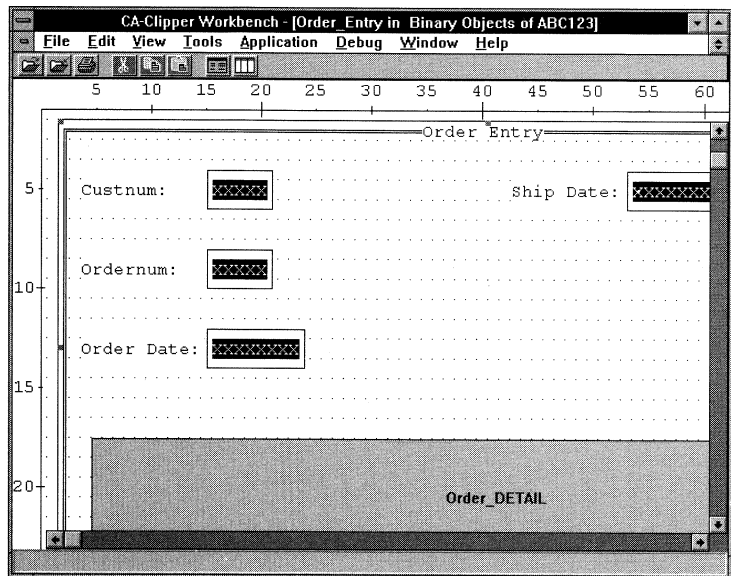 CA-Clipper Workbench - [Order_Entry in Binary Objects of ABC123]
File Edit View Tools Application Debug Window Help
5 10 15 20 25 30 35 40 45 50 55 60
Order Entry
5 Custnum: XXXXX Ship Date: XXXXXXX
Ordernum: XXXXX
10
Order Date: XXXXXXXX
15
20 Order_DETAIL